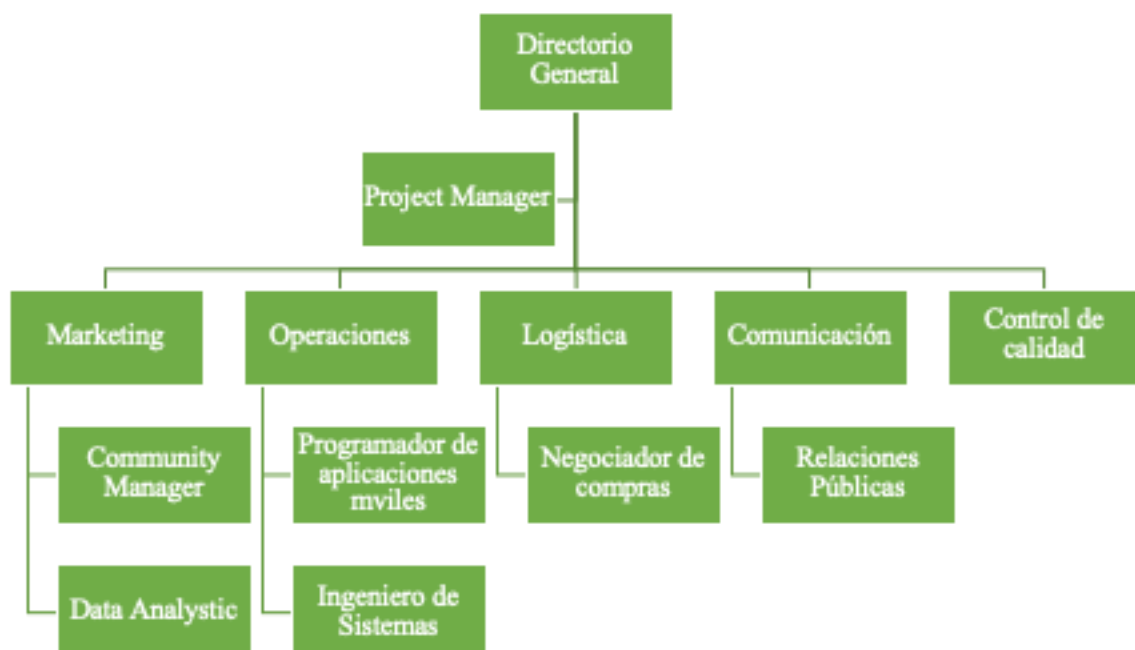 Directorio
General
Project Manager
Marketing
Operaciones
Logística
Comunicación
Control de
calidad
Community
Manager
Programador de
aplicaciones mviles
Negociador de
compras
Relaciones
Públicas
Data Analystic
Ingeniero de
Sistemas